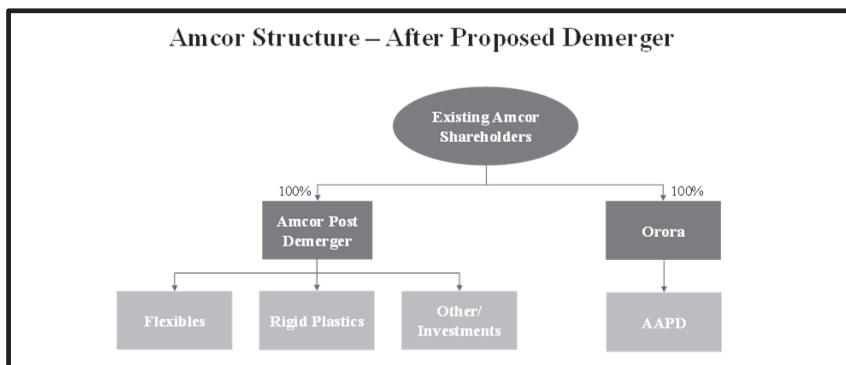 Amcor Structure – After Proposed Demerger
Existing Amcor
Shareholders
100%
100%
Amcor Post
Demerger
Orora
Flexibles
Rigid Plastics
Other/
Investments
AAPD